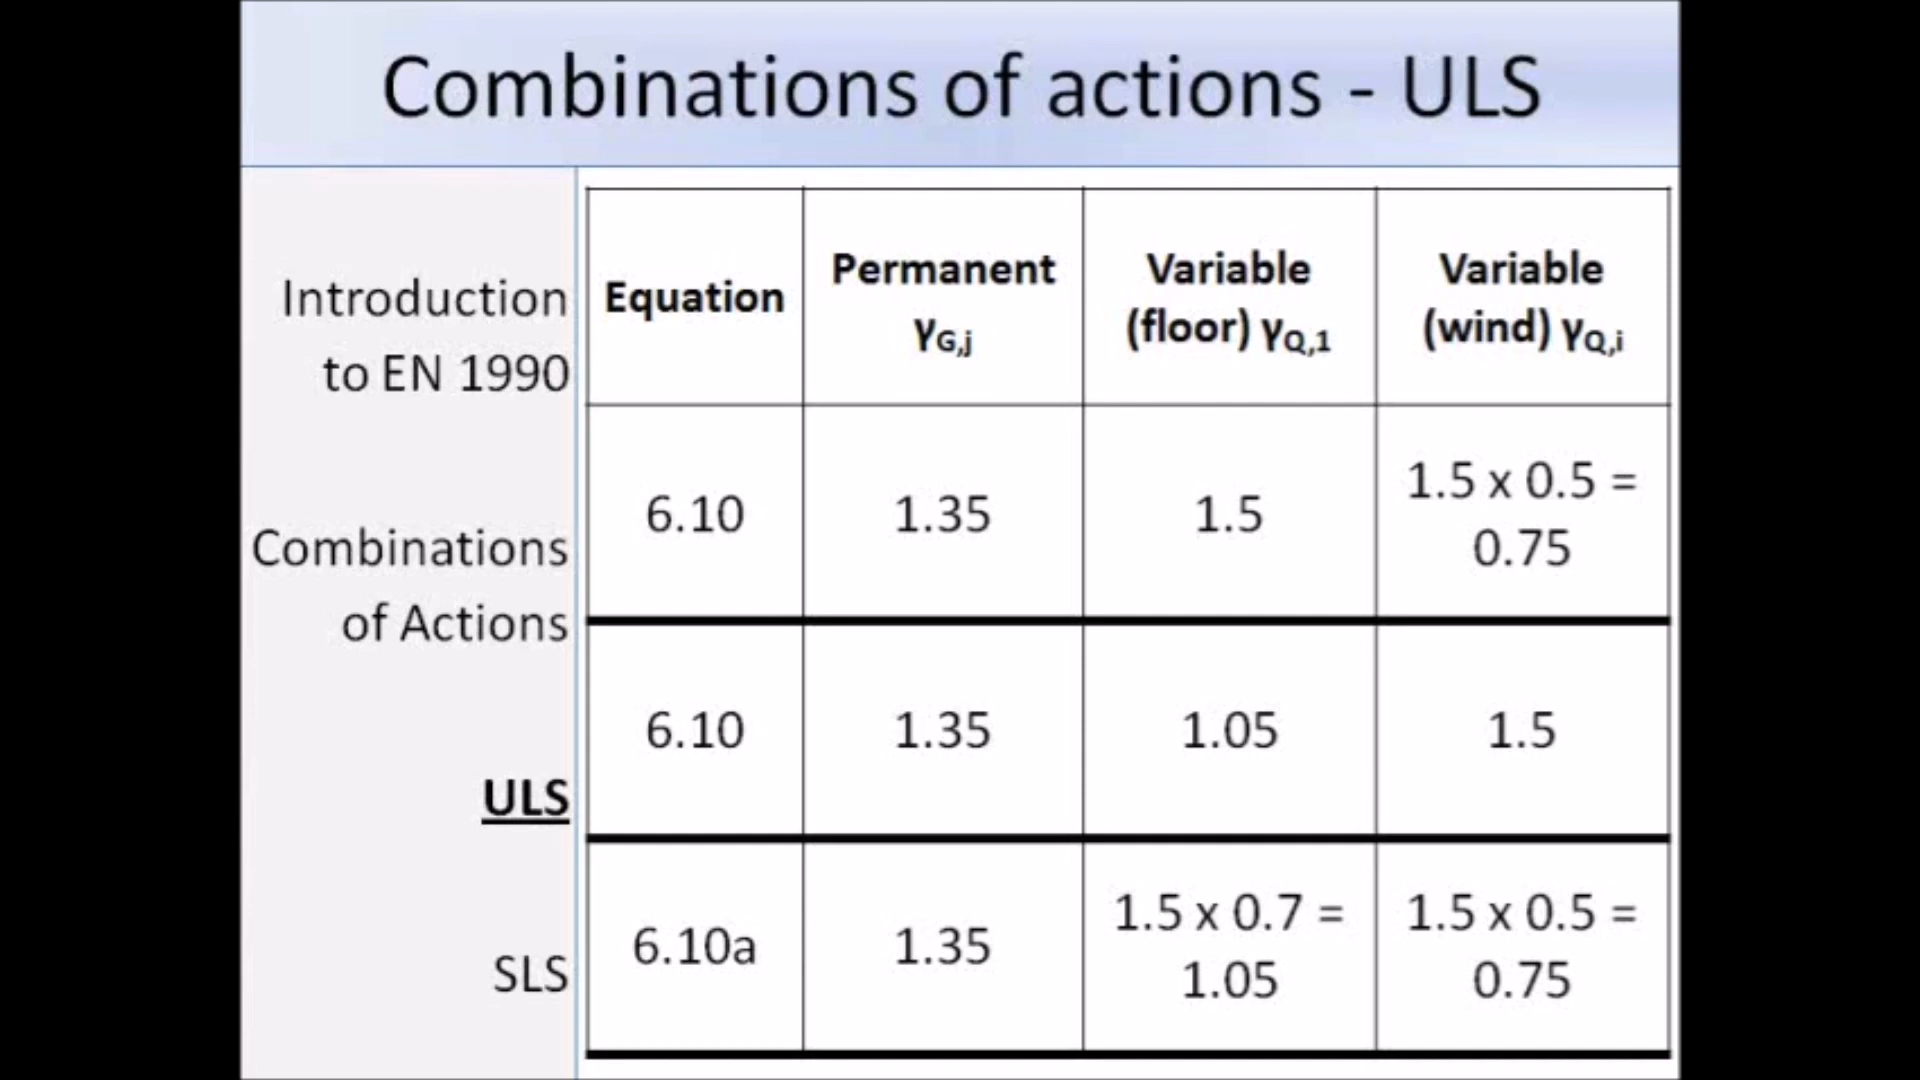 Combinations of actions - ULS
Introduction
to EN 1990
Combinations
of Actions
ULS
SLS
Equation
Permanent
γG,j
Variable
(floor) γQ,1
Variable
(wind) γQ,i
6.10
1.35
1.5
1.5 x 0.5 =
0.75
6.10
1.35
1.05
1.5
6.10a
1.35
1.5 x 0.7 =
1.05
1.5 x 0.5 =
0.75